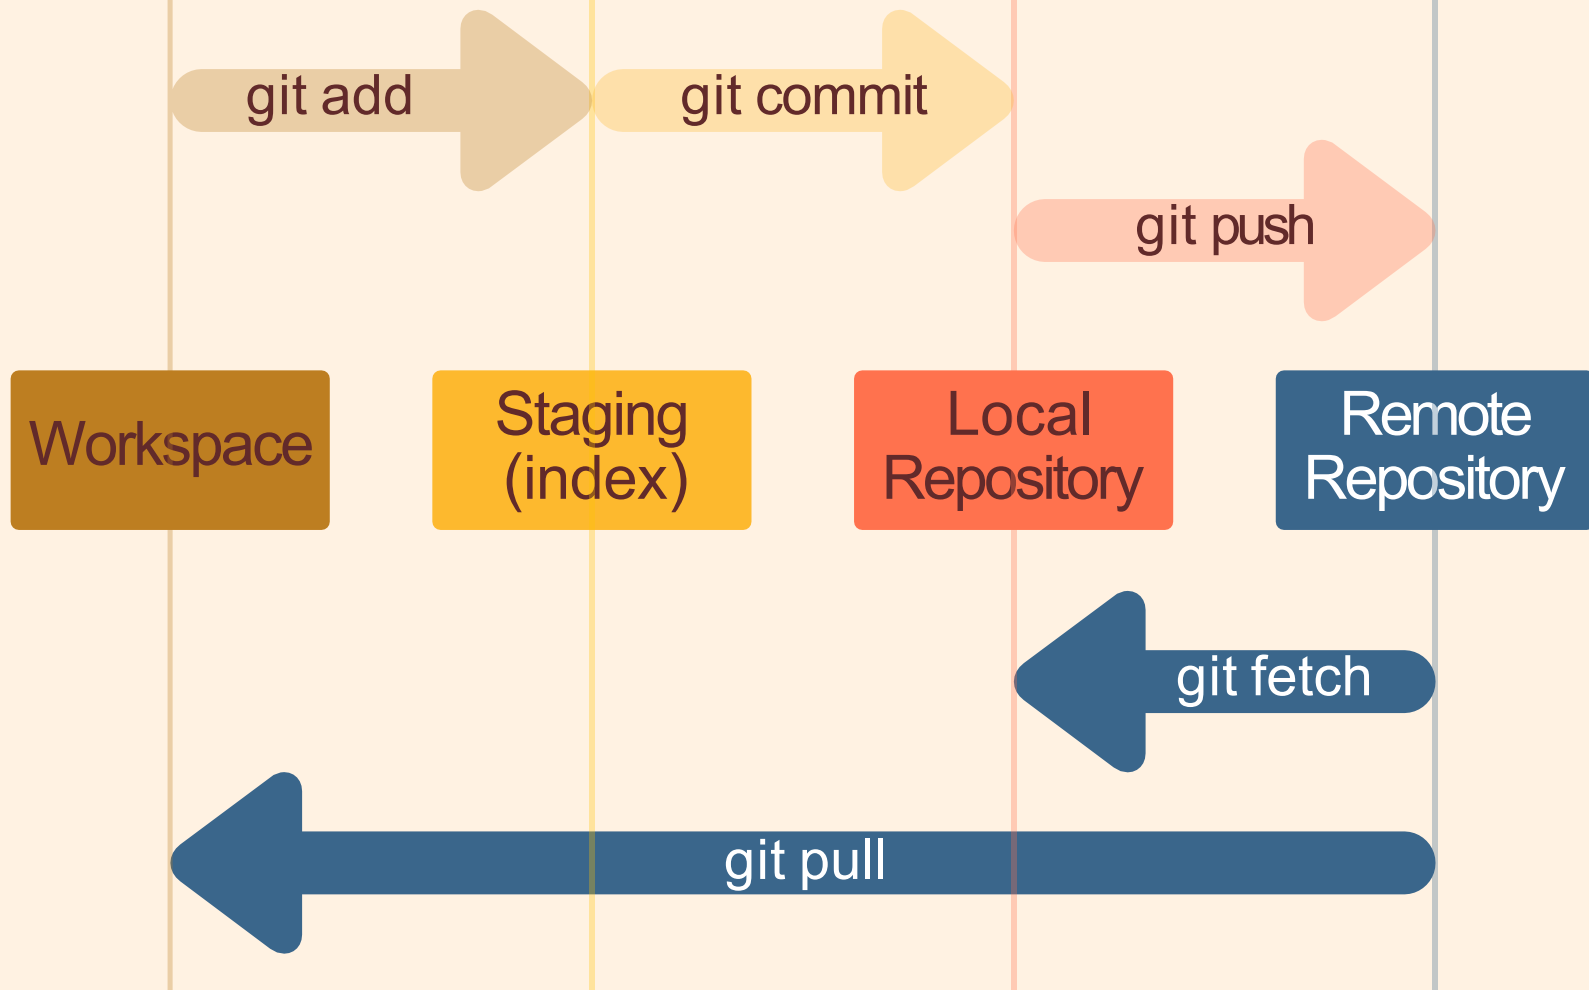 git add
git commit
git push
Workspace
Staging
(index)
Local
Repository
Remote
Repository
git fetch
git pull